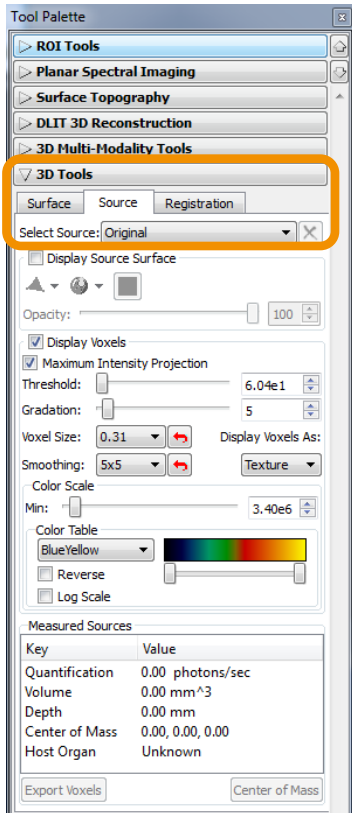 Tool Palette
ROI Tools
Planar Spectral Imaging
Surface Topography
DLIT 3D Reconstruction
3D Multi-Modality Tools
3D Tools
Surface Source Registration
Select Source: Original
Display Source Surface
Opacity: 100
Display Voxels
Maximum Intensity Projection
Threshold: 6.04e1
Gradation: 5
Voxel Size: 0.31 Display Voxels As:
Smoothing: 5x5 Texture
Color Scale
Min: 3.40e6
Color Table
BlueYellow
Reverse
Log Scale
Measured Sources
Key Value
Quantification 0.00 photons/sec
Volume 0.00 mm^3
Depth 0.00 mm
Center of Mass 0.00, 0.00, 0.00
Host Organ Unknown
Export Voxels Center of Mass